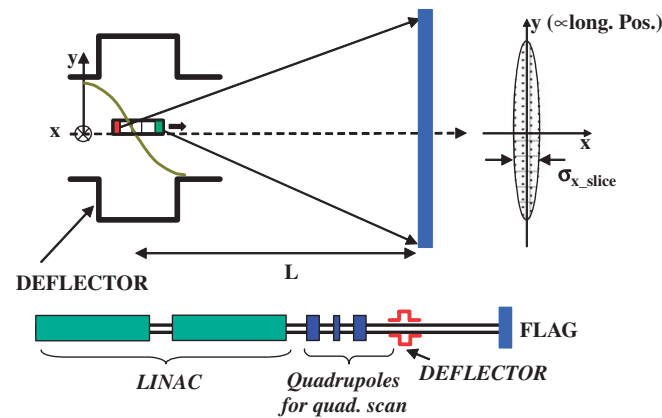 y (∝long. Pos.)
y
x
x
σx_slice
L
DEFLECTOR
FLAG
LINAC
Quadrupoles
for quad. scan
DEFLECTOR